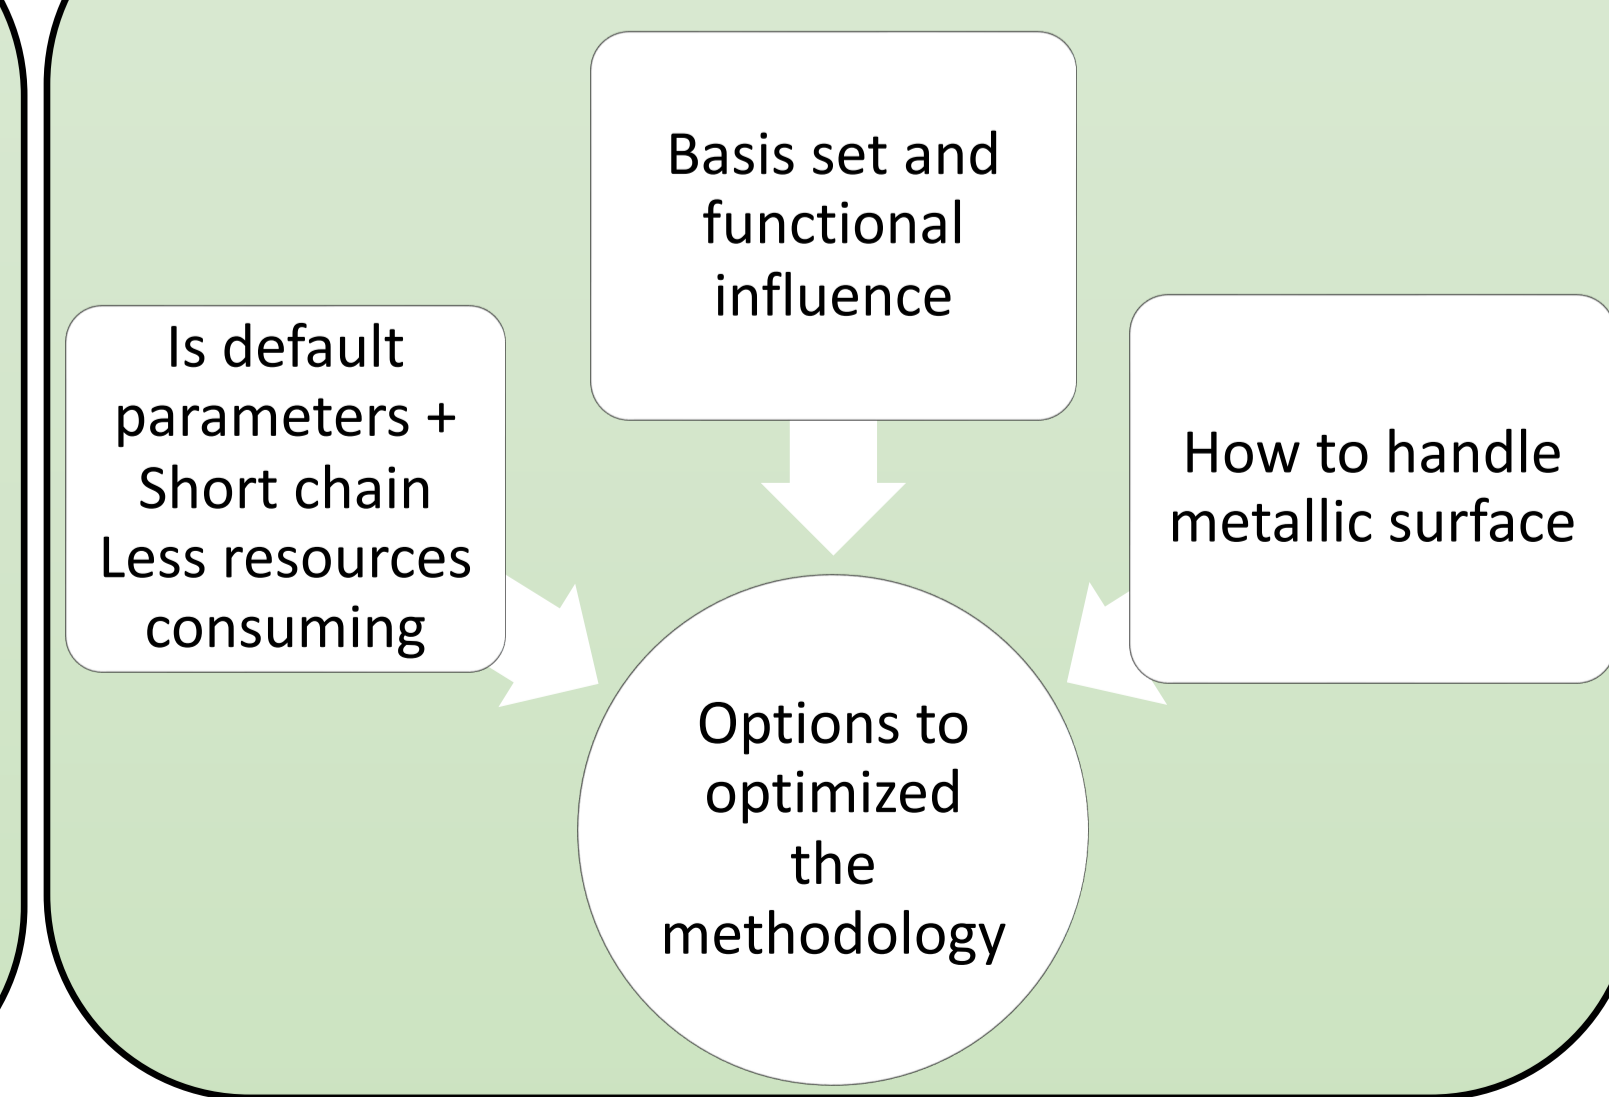 Basis set and
functional
influence
Is default
parameters +
Short chain
Less resources
consuming
How to handle
metallic surface
Options to
optimized
the
methodology